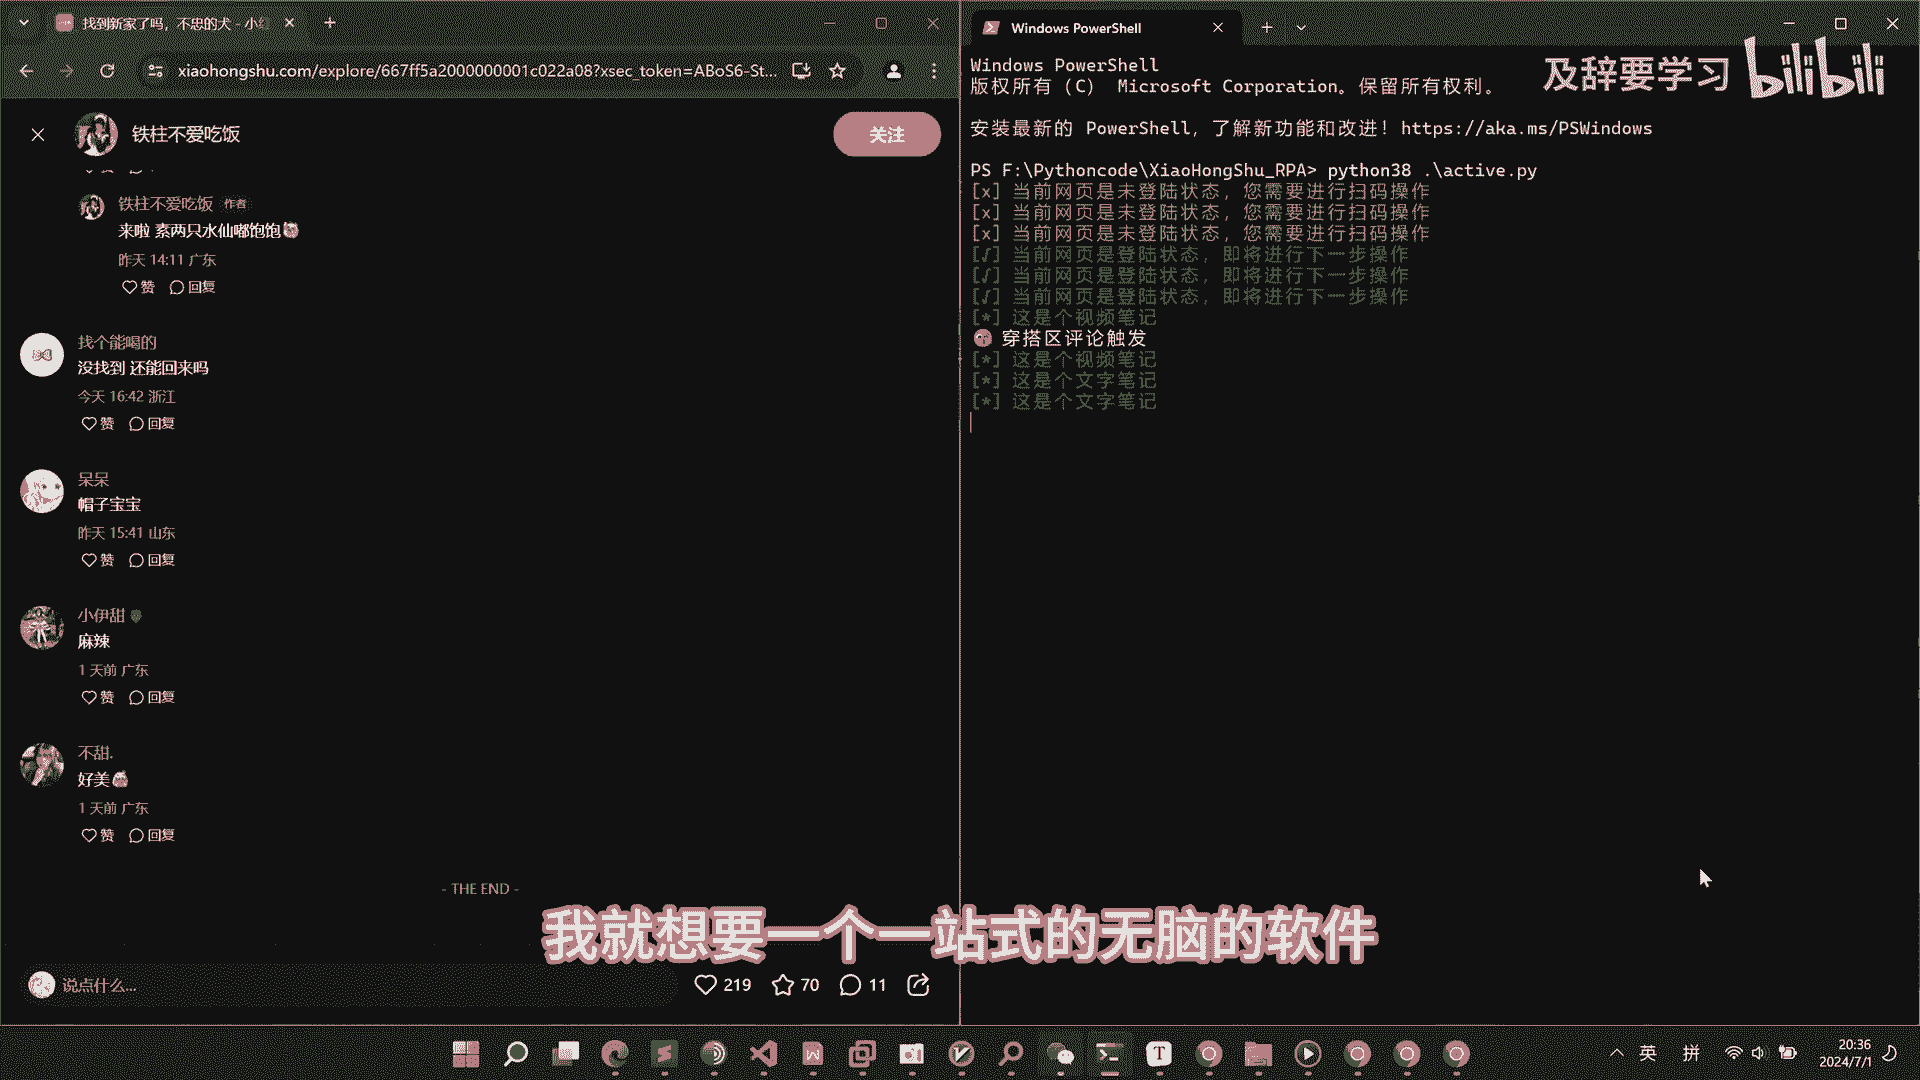 找到新家了吗，不忠的犬 - 小红
xiaohongshu.com/explore/667ff5a2000000001c022a08?xsec_token=ABoS6-St...
铁柱不爱吃饭
关注
铁柱不爱吃饭 作者
来啦 素两只水仙嘟饱饱
昨天 14:11 广东
赞 回复
找个能喝的
没找到 还能回来吗
今天 16:42 浙江
赞 回复
呆呆
帽子宝宝
昨天 15:41 山东
赞 回复
小伊甜
麻辣
1 天前 广东
赞 回复
不甜.
好美
1 天前 广东
赞 回复
- THE END -
说点什么...
219 70 11
Windows PowerShell
Windows PowerShell
版权所有 (C)  Microsoft Corporation。保留所有权利。
安装最新的 PowerShell，了解新功能和改进！https://aka.ms/PSWindows
PS F:\Pythoncode\XiaoHongShu_RPA> python38 .\active.py
[x] 当前网页是未登陆状态，您需要进行扫码操作
[x] 当前网页是未登陆状态，您需要进行扫码操作
[x] 当前网页是未登陆状态，您需要进行扫码操作
[√] 当前网页是登陆状态，即将进行下一步操作
[√] 当前网页是登陆状态，即将进行下一步操作
[√] 当前网页是登陆状态，即将进行下一步操作
[*] 这是个视频笔记
穿搭区评论触发
[*] 这是个视频笔记
[*] 这是个文字笔记
[*] 这是个文字笔记
及辞要学习 bilibili
我就想要一个一站式的无脑的软件
英 拼
20:36
2024/7/1